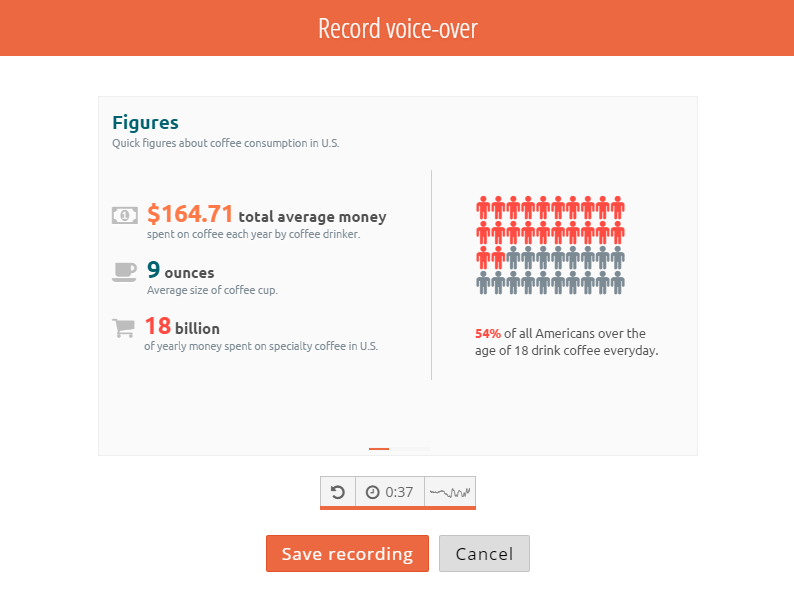 Record voice-over
Figures
Quick figures about coffee consumption in U.S.
$164.71 total average money
spent on coffee each year by coffee drinker.
9 ounces
Average size of coffee cup.
18 billion
of yearly money spent on specialty coffee in U.S.
54% of all Americans over the
age of 18 drink coffee everyday.
0:37
Save recording
Cancel